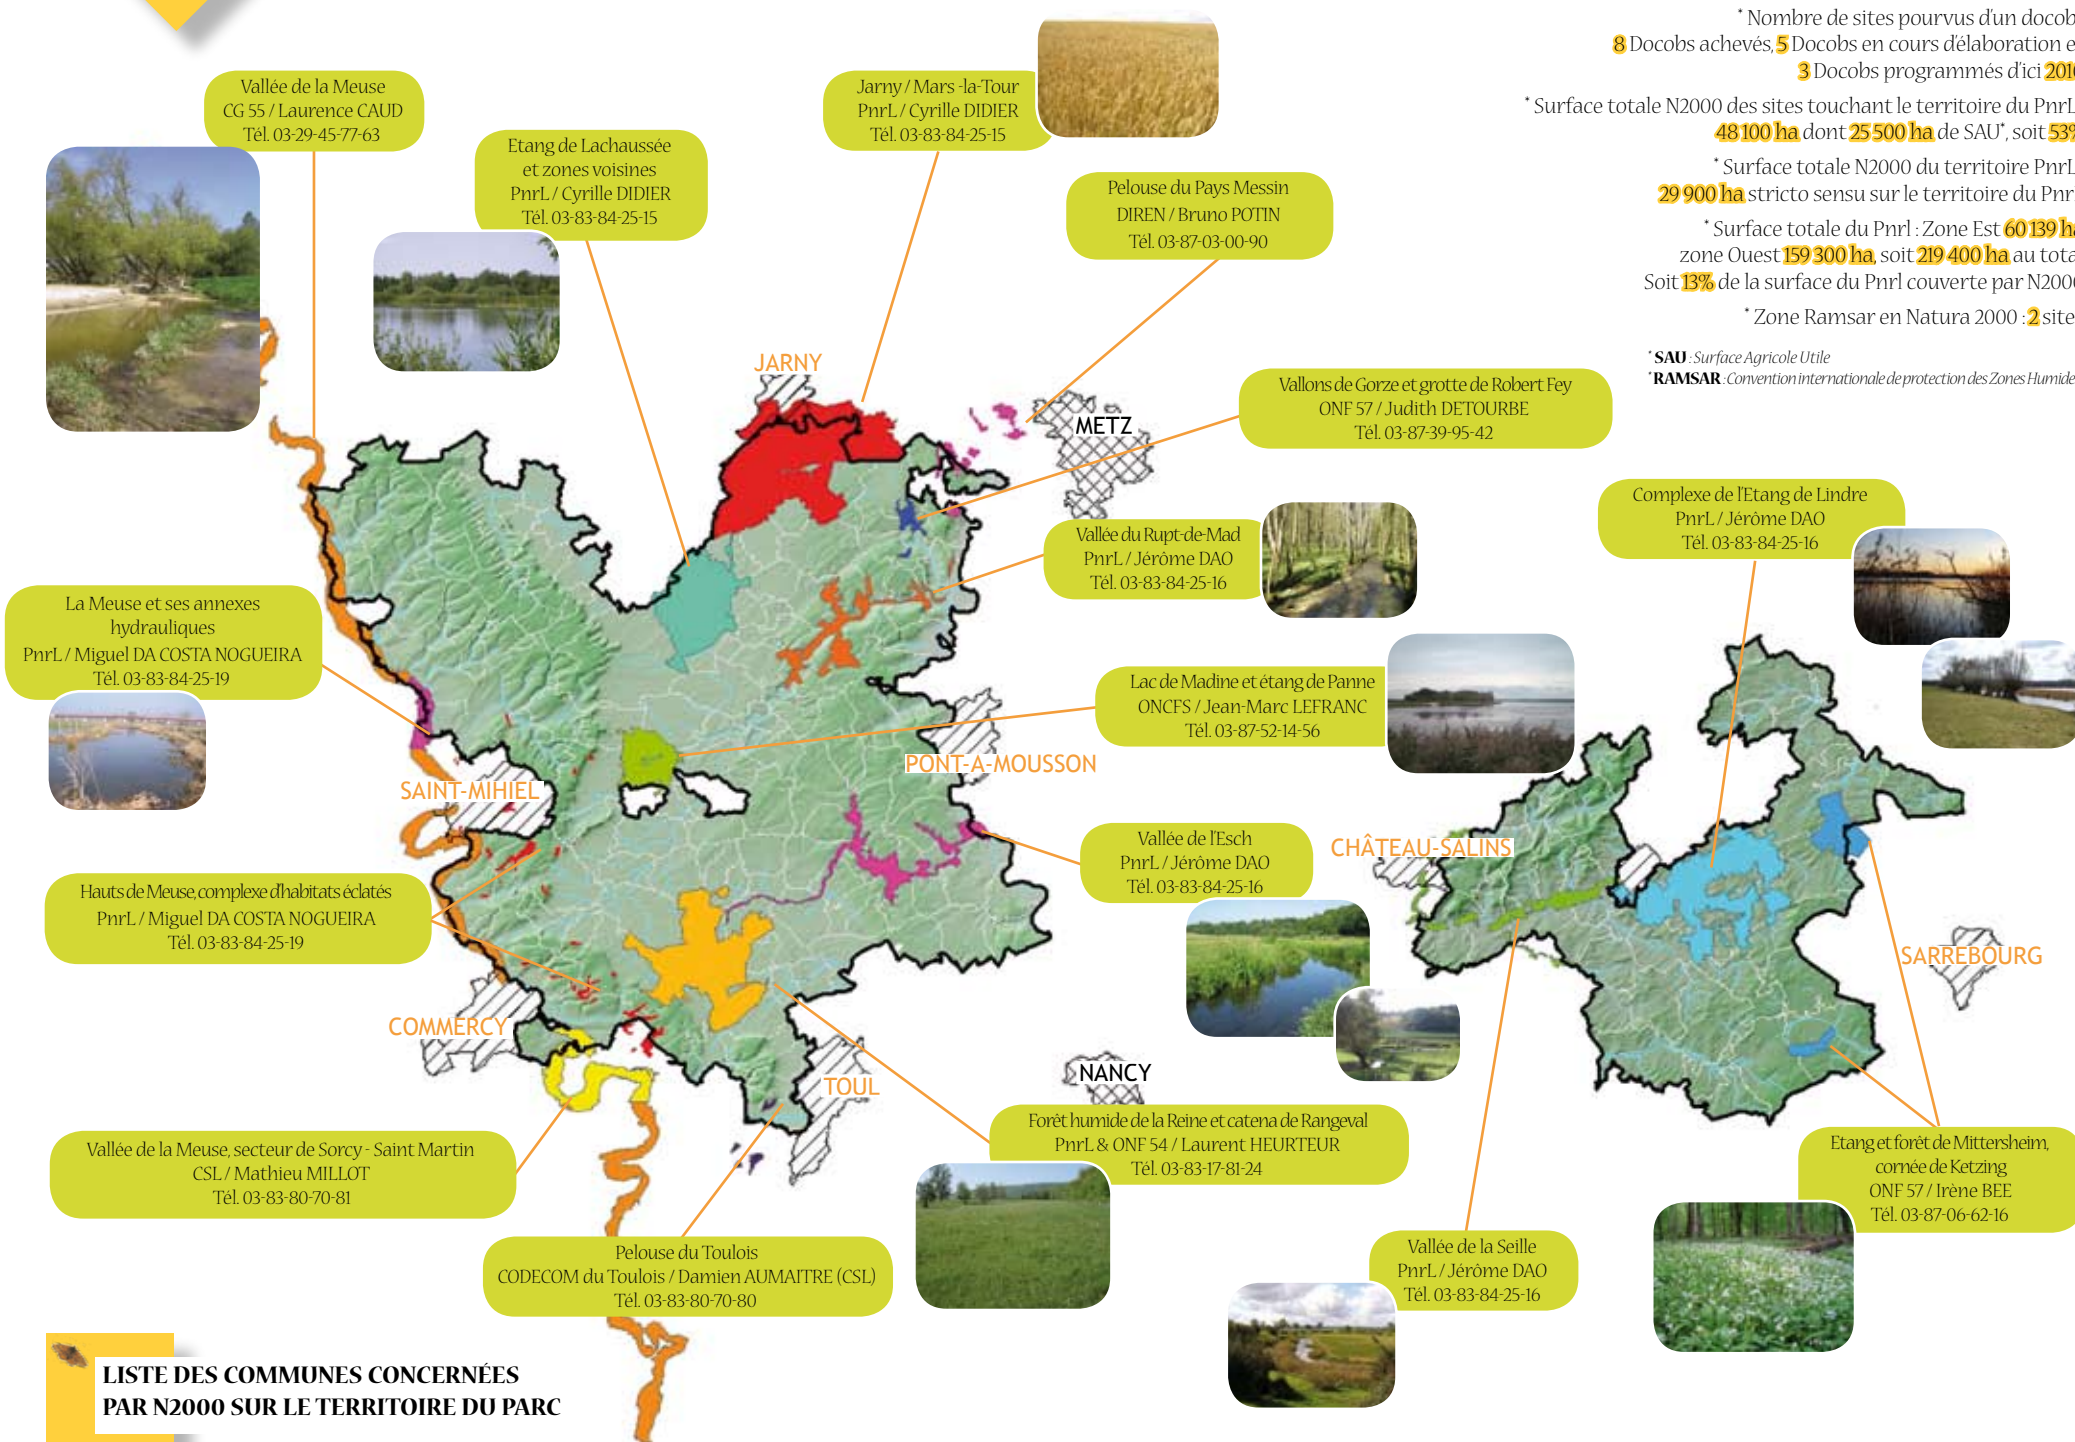 * Nombre de sites pourvus d'un docob
8 Docobs achevés, 5 Docobs en cours d'élaboration e
3 Docobs programmés d'ici 2010
* Surface totale N2000 des sites touchant le territoire du PnrL
48 100 ha dont 25 500 ha de SAU*, soit 53%
* Surface totale N2000 du territoire PnrL
29 900 ha stricto sensu sur le territoire du Pnr
* Surface totale du Pnrl : Zone Est 60 139 ha
zone Ouest 159 300 ha, soit 219 400 ha au tota
Soit 13% de la surface du Pnrl couverte par N2000
* Zone Ramsar en Natura 2000 : 2 site
* SAU : Surface Agricole Utile
* RAMSAR : Convention internationale de protection des Zones Humide
Vallée de la Meuse
CG 55 / Laurence CAUD
Tél. 03-29-45-77-63
Etang de Lachaussée
et zones voisines
PnrL / Cyrille DIDIER
Tél. 03-83-84-25-15
Jarny / Mars -la-Tour
PnrL / Cyrille DIDIER
Tél. 03-83-84-25-15
Pelouse du Pays Messin
DIREN / Bruno POTIN
Tél. 03-87-03-00-90
JARNY
METZ
Vallons de Gorze et grotte de Robert Fey
ONF 57 / Judith DETOURBE
Tél. 03-87-39-95-42
Vallée du Rupt-de-Mad
PnrL / Jérôme DAO
Tél. 03-83-84-25-16
Complexe de l'Etang de Lindre
PnrL / Jérôme DAO
Tél. 03-83-84-25-16
La Meuse et ses annexes
hydrauliques
PnrL / Miguel DA COSTA NOGUEIRA
Tél. 03-83-84-25-19
Lac de Madine et étang de Panne
ONCFS / Jean-Marc LEFRANC
Tél. 03-87-52-14-56
PONT-A-MOUSSON
SAINT-MIHIEL
Vallée de l'Esch
PnrL / Jérôme DAO
Tél. 03-83-84-25-16
CHÂTEAU-SALINS
Hauts de Meuse, complexe d'habitats éclatés
PnrL / Miguel DA COSTA NOGUEIRA
Tél. 03-83-84-25-19
SARREBOURG
COMMERCY
TOUL
NANCY
Vallée de la Meuse, secteur de Sorcy - Saint Martin
CSL / Mathieu MILLOT
Tél. 03-83-80-70-81
Forêt humide de la Reine et catena de Rangeval
PnrL & ONF 54 / Laurent HEURTEUR
Tél. 03-83-17-81-24
Etang et forêt de Mittersheim,
cornée de Ketzing
ONF 57 / Irène BEE
Tél. 03-87-06-62-16
Pelouse du Toulois
CODECOM du Toulois / Damien AUMAITRE (CSL)
Tél. 03-83-80-70-80
Vallée de la Seille
PnrL / Jérôme DAO
Tél. 03-83-84-25-16
LISTE DES COMMUNES CONCERNÉES
PAR N2000 SUR LE TERRITOIRE DU PARC